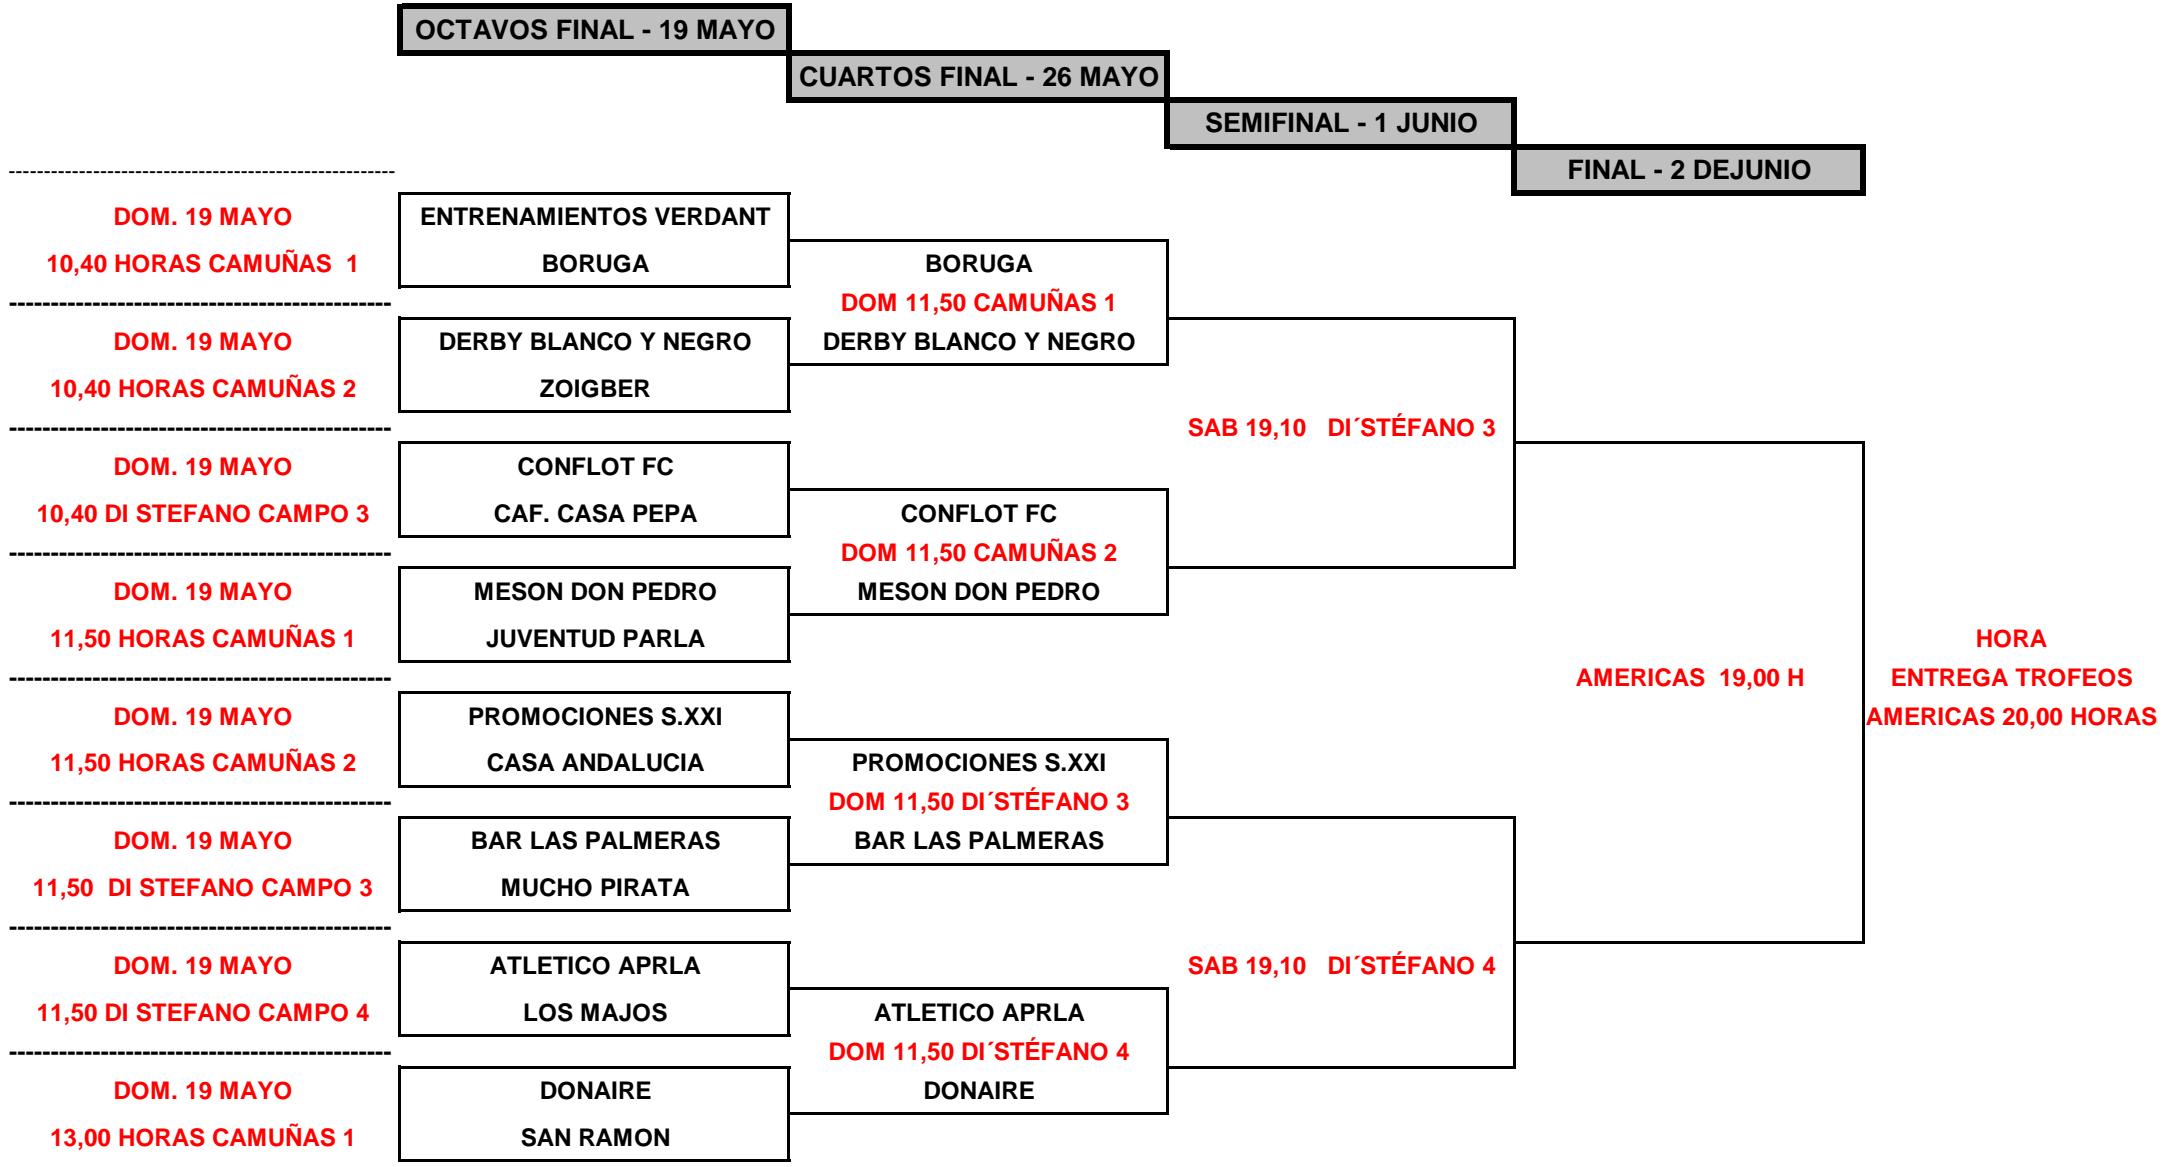 OCTAVOS FINAL - 19 MAYO
CUARTOS FINAL - 26 MAYO
SEMIFINAL - 1 JUNIO
FINAL - 2 DEJUNIO
DOM. 19 MAYO
10,40 HORAS CAMUÑAS 1
ENTRENAMIENTOS VERDANT
BORUGA
DOM. 19 MAYO
10,40 HORAS CAMUÑAS 2
DERBY BLANCO Y NEGRO
ZOIGBER
DOM. 19 MAYO
10,40 DI STEFANO CAMPO 3
CONFLOT FC
CAF. CASA PEPA
DOM. 19 MAYO
11,50 HORAS CAMUÑAS 1
MESON DON PEDRO
JUVENTUD PARLA
DOM. 19 MAYO
11,50 HORAS CAMUÑAS 2
PROMOCIONES S.XXI
CASA ANDALUCIA
DOM. 19 MAYO
11,50 DI STEFANO CAMPO 3
BAR LAS PALMERAS
MUCHO PIRATA
DOM. 19 MAYO
11,50 DI STEFANO CAMPO 4
ATLETICO APRLA
LOS MAJOS
DOM. 19 MAYO
13,00 HORAS CAMUÑAS 1
DONAIRE
SAN RAMON
BORUGA
DOM 11,50 CAMUÑAS 1
DERBY BLANCO Y NEGRO
CONFLOT FC
DOM 11,50 CAMUÑAS 2
MESON DON PEDRO
PROMOCIONES S.XXI
DOM 11,50 DI´STÉFANO 3
BAR LAS PALMERAS
ATLETICO APRLA
DOM 11,50 DI´STÉFANO 4
DONAIRE
SAB 19,10 DI´STÉFANO 3
SAB 19,10 DI´STÉFANO 4
AMERICAS 19,00 H
HORA
ENTREGA TROFEOS
AMERICAS 20,00 HORAS